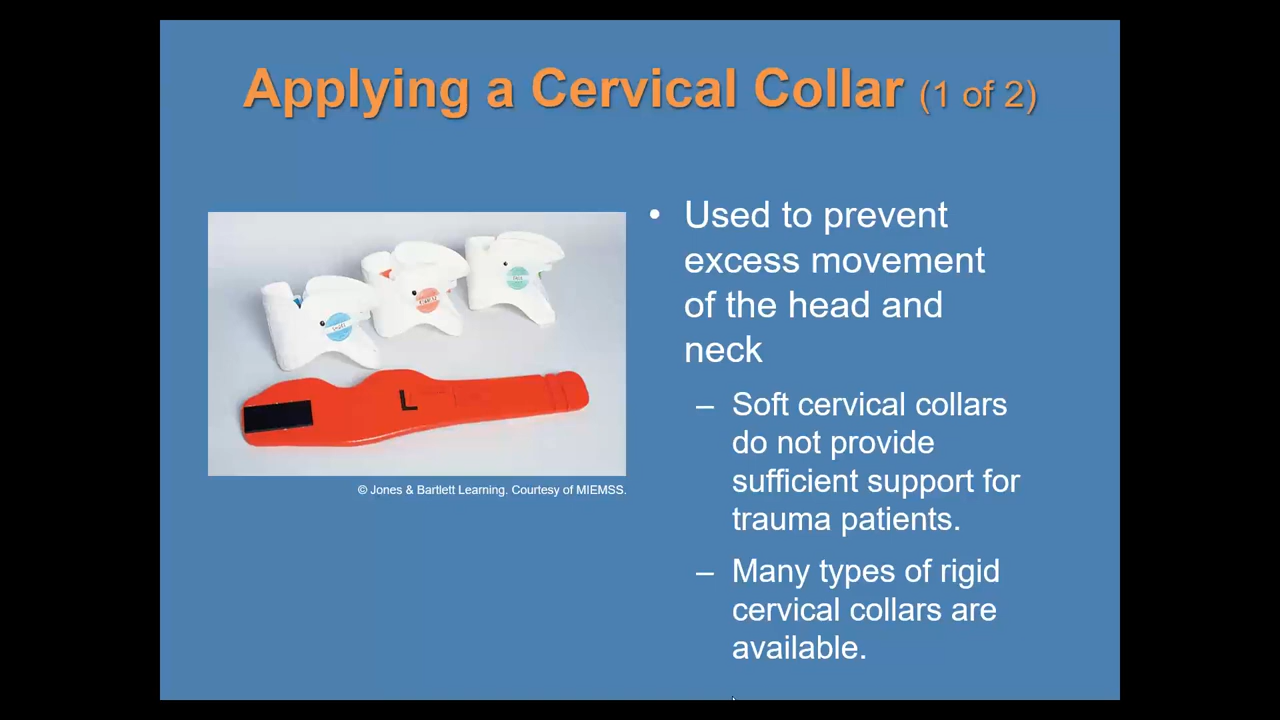 Applying a Cervical Collar (1 of 2)
L
© Jones & Bartlett Learning. Courtesy of MIEMSS.
• Used to prevent
excess movement
of the head and
neck
– Soft cervical collars
do not provide
sufficient support for
trauma patients.
– Many types of rigid
cervical collars are
available.